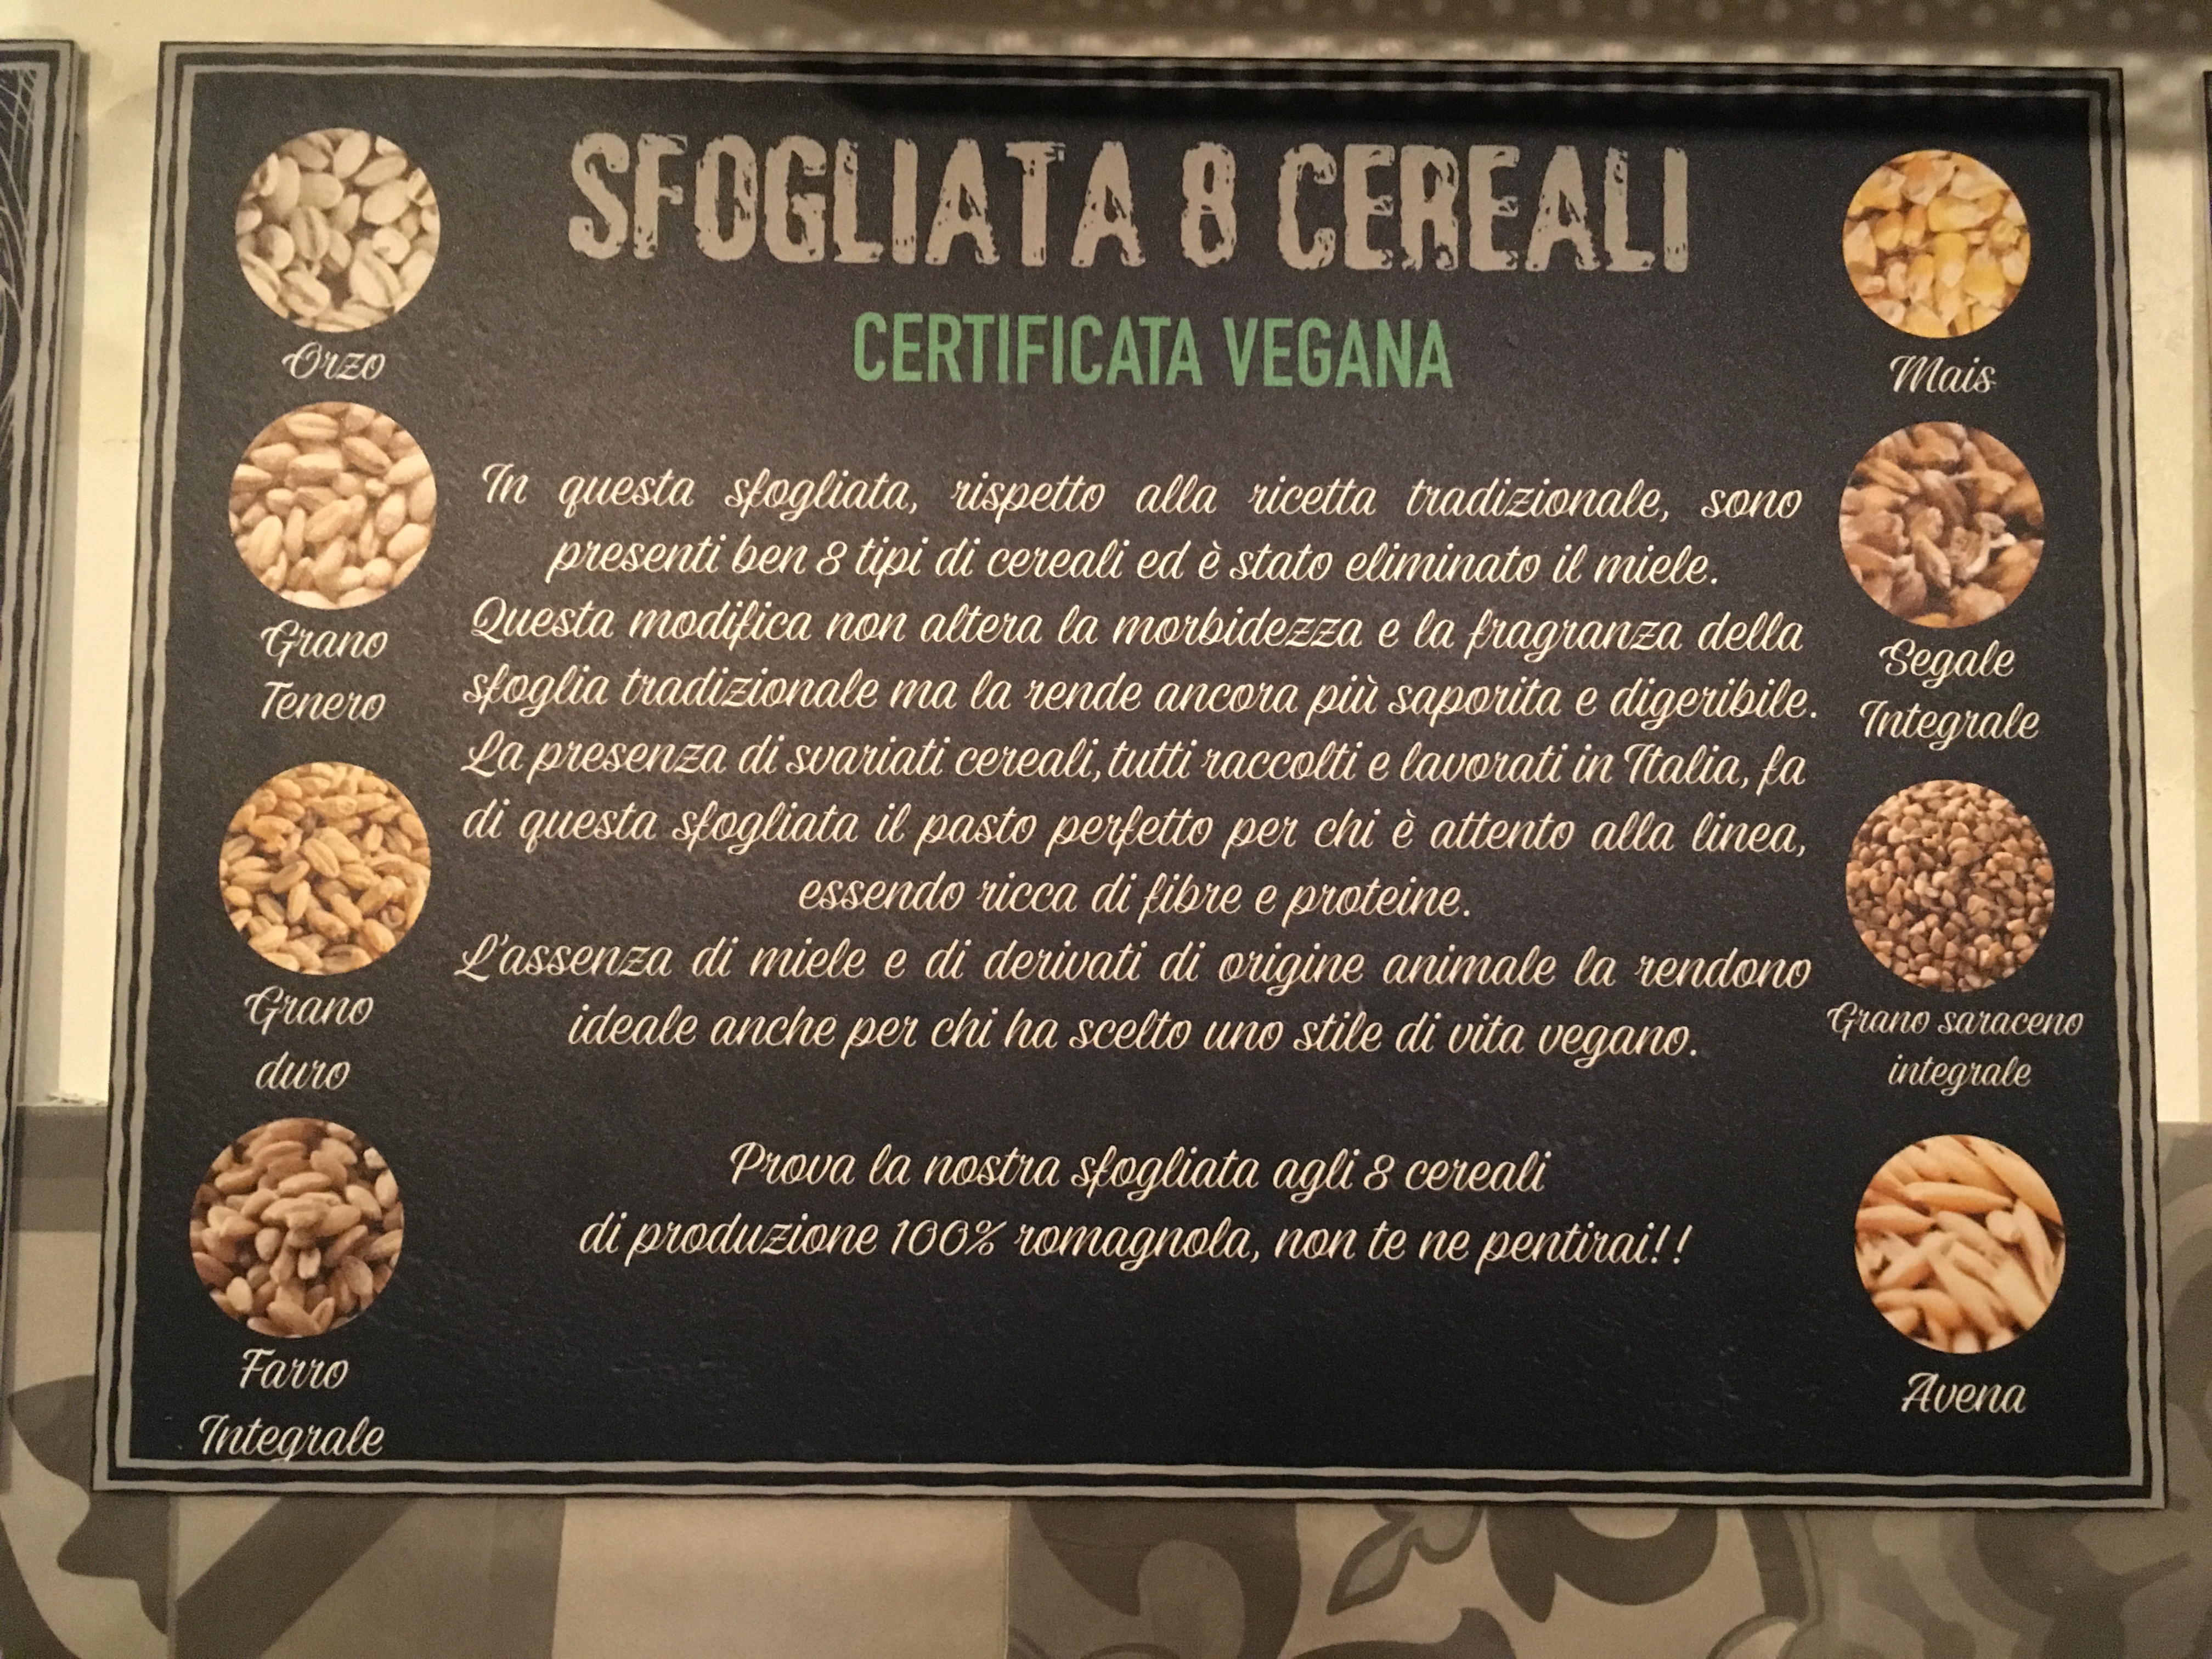 SFOGLIATA 8 CEREALI
CERTIFICATA VEGANA
Orzo
Grano
Tenero
Grano
duro
Farro
Integrale
In questa sfogliata, rispetto alla ricetta tradizionale, sono
presenti ben 8 tipi di cereali ed è stato eliminato il miele.
Questa modifica non altera la morbidezza e la fragranza della
sfoglia tradizionale ma la rende ancora più saporita e digeribile.
La presenza di svariati cereali, tutti raccolti e lavorati in Italia, fa
di questa sfogliata il pasto perfetto per chi è attento alla linea,
essendo ricca di fibre e proteine.
L'assenza di miele e di derivati di origine animale la rendono
ideale anche per chi ha scelto uno stile di vita vegano.
Prova la nostra sfogliata agli 8 cereali
di produzione 100% romagnola, non te ne pentirai!!
Mais
Segale
Integrale
Grano saraceno
integrale
Avena